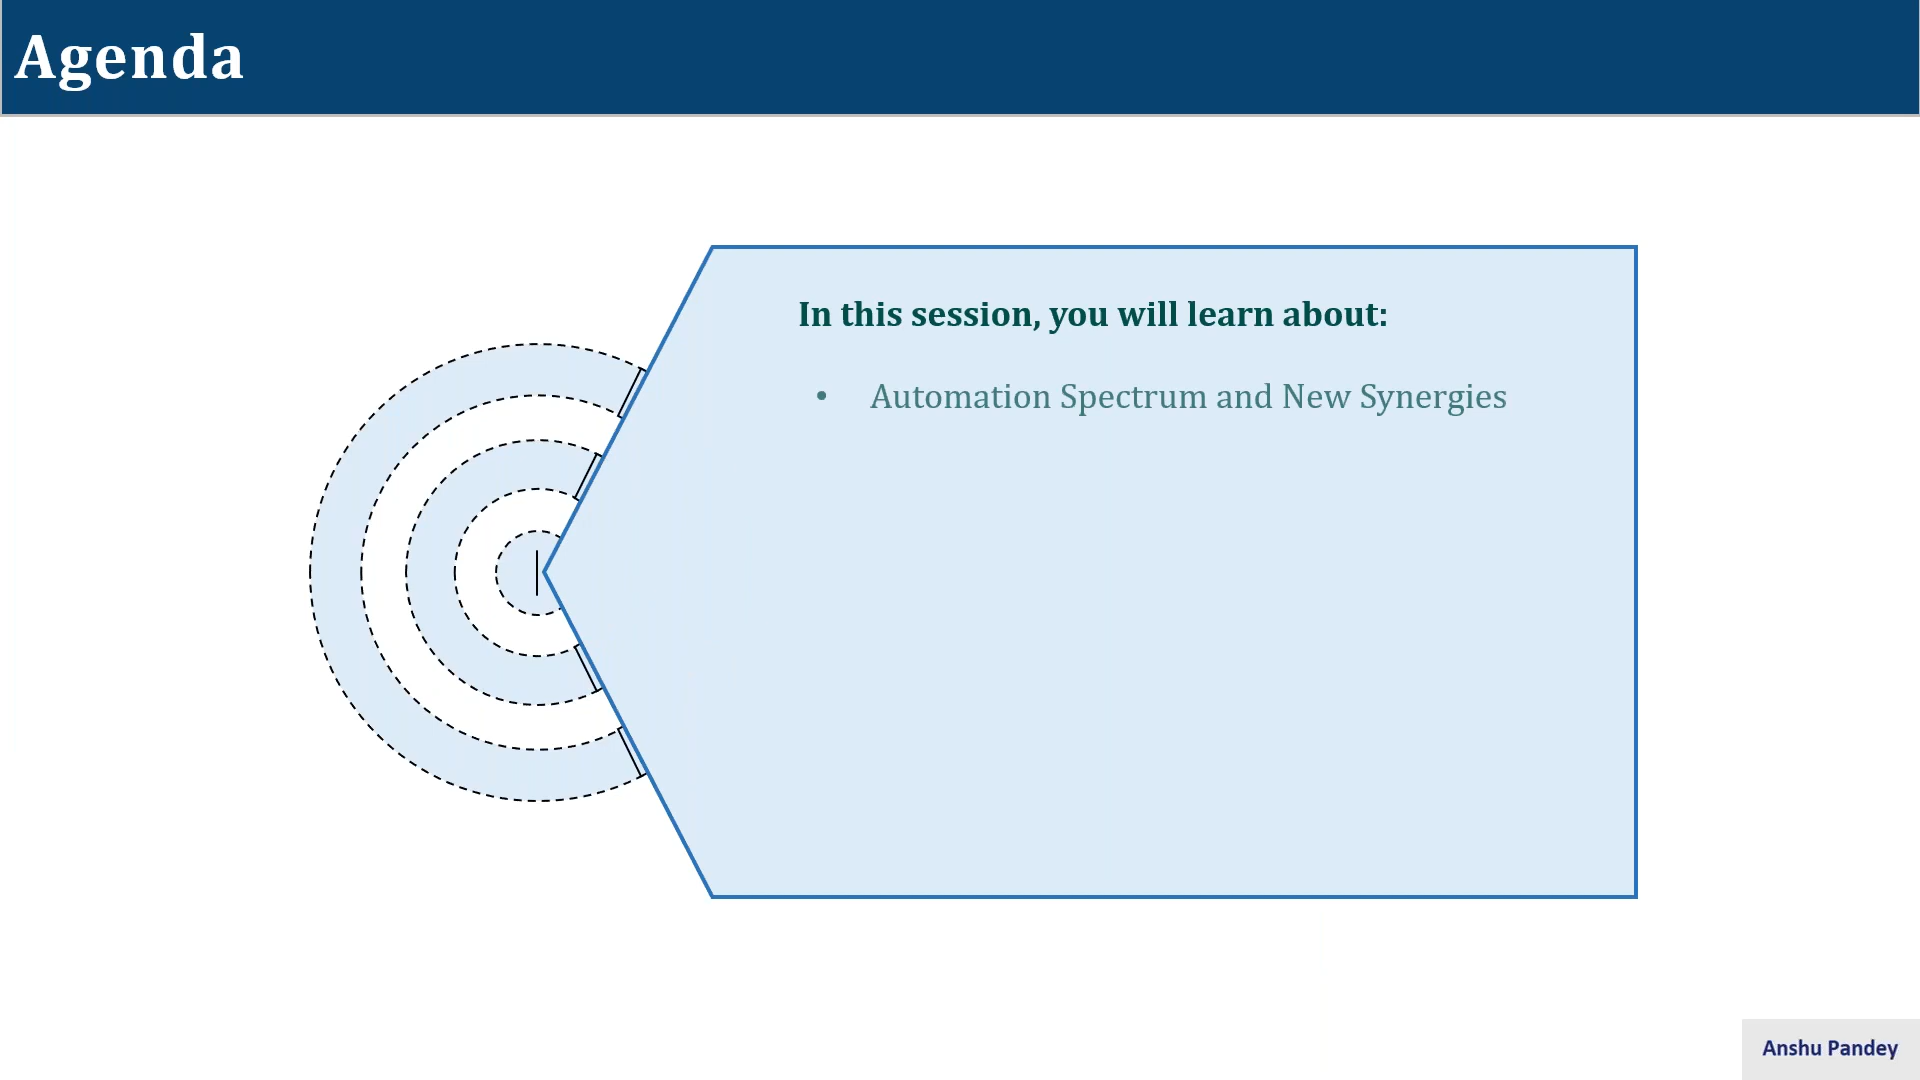 Agenda
In this session, you will learn about:
• Automation Spectrum and New Synergies
Anshu Pandey